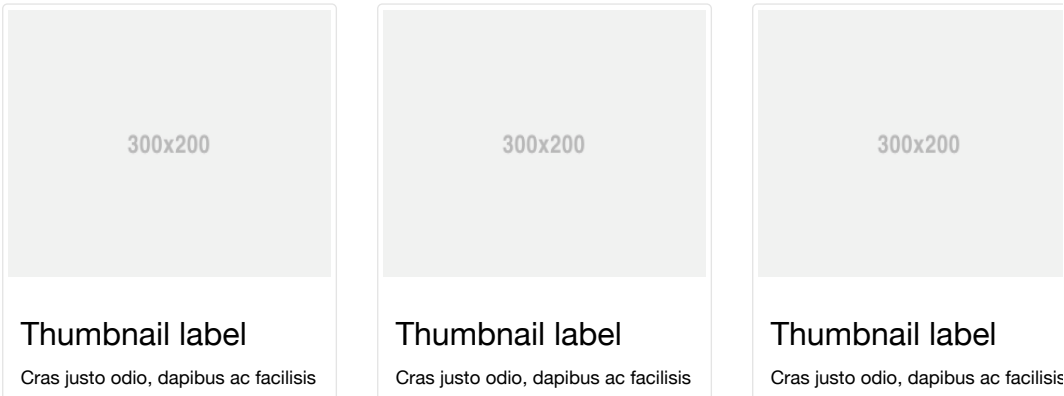 300x200
300x200
300x200
Thumbnail label
Thumbnail label
Thumbnail label
Cras justo odio, dapibus ac facilisis
Cras justo odio, dapibus ac facilisis
Cras justo odio, dapibus ac facilisis